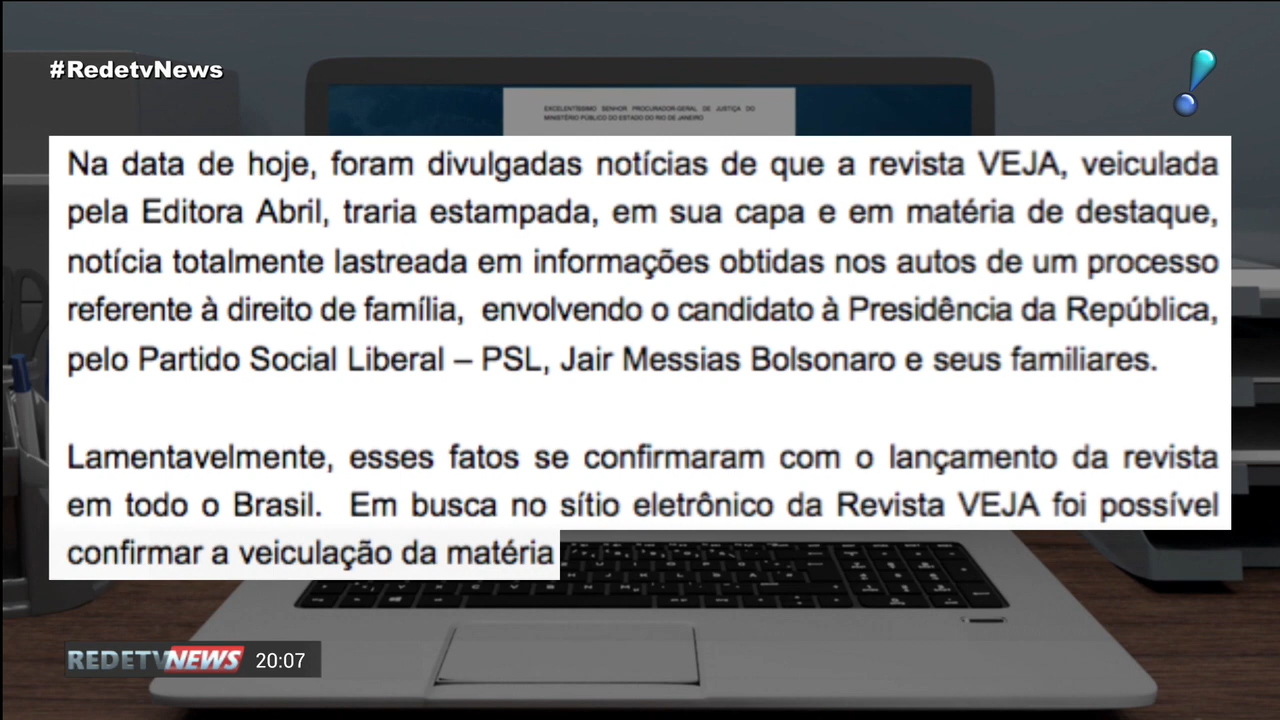 #RedetvNews
EXCELENTÍSSIMO SENHOR PROCURADOR-GERAL DE JUSTIÇA DO
MINISTÉRIO PÚBLICO DO ESTADO DO RIO DE JANEIRO
Na data de hoje, foram divulgadas notícias de que a revista VEJA, veiculada
pela Editora Abril, traria estampada, em sua capa e em matéria de destaque,
notícia totalmente lastreada em informações obtidas nos autos de um processo
referente à direito de família, envolvendo o candidato à Presidência da República,
pelo Partido Social Liberal – PSL, Jair Messias Bolsonaro e seus familiares.
Lamentavelmente, esses fatos se confirmaram com o lançamento da revista
em todo o Brasil. Em busca no sítio eletrônico da Revista VEJA foi possível
confirmar a veiculação da matéria
REDETV NEWS 20:07